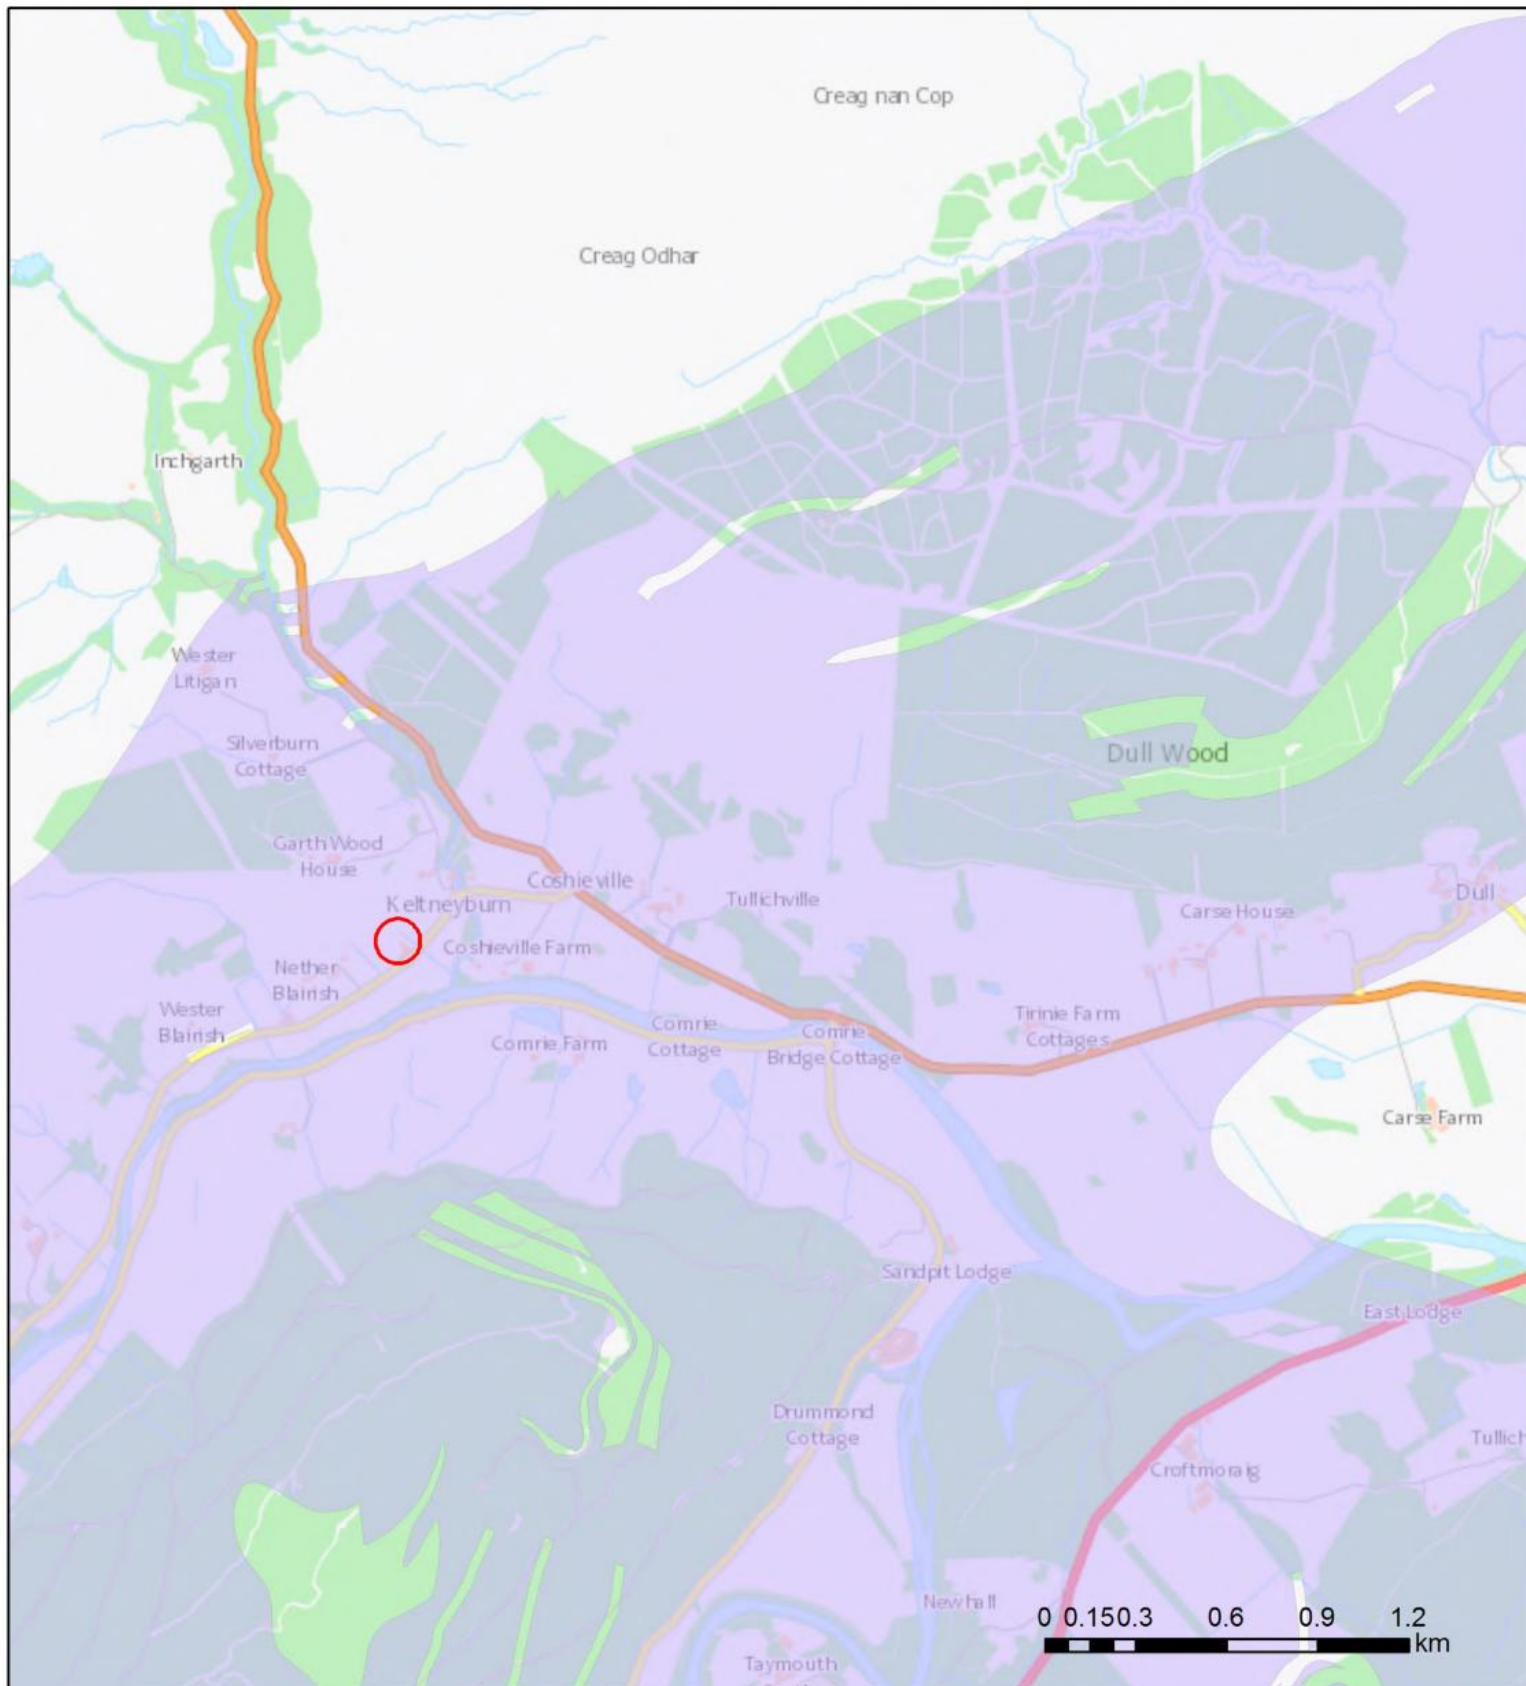 Creag nan Cop
Creag Odhar
Inchgarth
Wester
Litigan
Silverburn
Cottage
Dull Wood
Garth Wood
House
Coshieville
Keltneyburn
Tullichville
Dull
Carse House
Coshieville Farm
Nether
Blairish
Wester
Blairish
Comrie Farm
Comrie
Cottage
Comrie
Bridge Cottage
Tirinie Farm
Cottages
Carse Farm
Sandpit Lodge
East Lodge
Drummond
Cottage
Tullich
Croftmoraig
Newhall
Taymouth
0 0.15 0.3 0.6 0.9 1.2
km